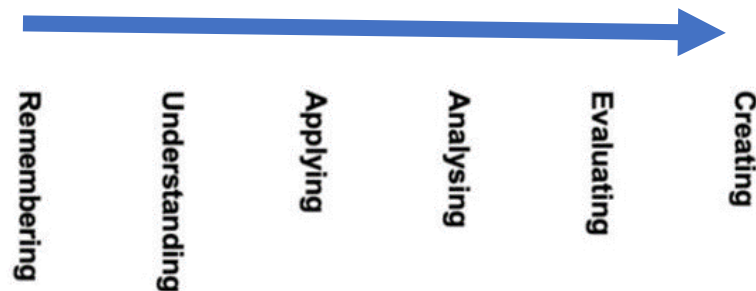 Remembering
Understanding
Applying
Analysing
Evaluating
Creating